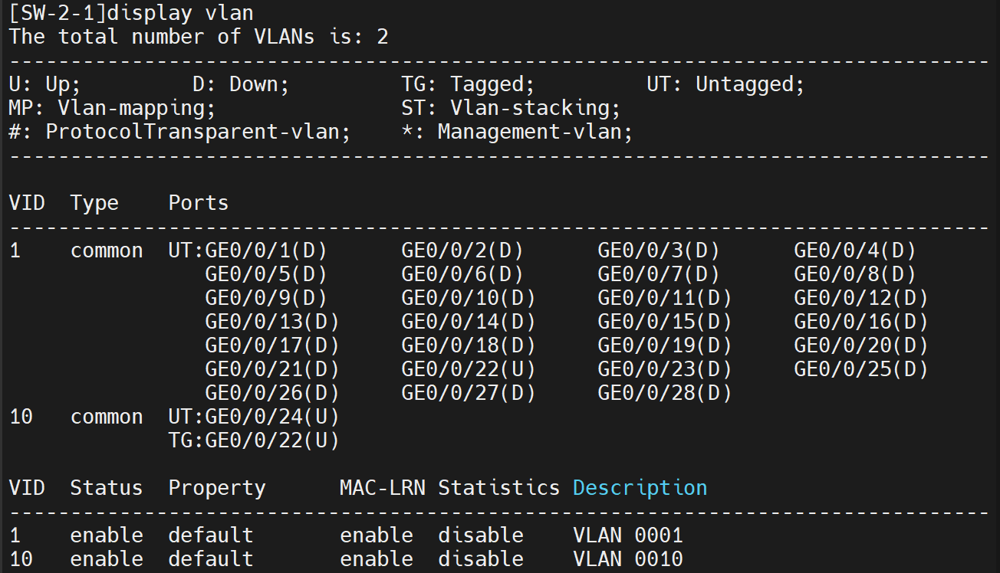 [SW-2-1]display vlan
The total number of VLANs is: 2
--------------------------------------------------------------------------------
U: Up;         D: Down;         TG: Tagged;         UT: Untagged;
MP: Vlan-mapping;               ST: Vlan-stacking;
#: ProtocolTransparent-vlan;    *: Management-vlan;
--------------------------------------------------------------------------------
VID  Type    Ports
--------------------------------------------------------------------------------
1    common  UT:GE0/0/1(D)      GE0/0/2(D)      GE0/0/3(D)      GE0/0/4(D)
                GE0/0/5(D)      GE0/0/6(D)      GE0/0/7(D)      GE0/0/8(D)
                GE0/0/9(D)      GE0/0/10(D)     GE0/0/11(D)     GE0/0/12(D)
                GE0/0/13(D)     GE0/0/14(D)     GE0/0/15(D)     GE0/0/16(D)
                GE0/0/17(D)     GE0/0/18(D)     GE0/0/19(D)     GE0/0/20(D)
                GE0/0/21(D)     GE0/0/22(U)     GE0/0/23(D)     GE0/0/25(D)
                GE0/0/26(D)     GE0/0/27(D)     GE0/0/28(D)
10   common  UT:GE0/0/24(U)
             TG:GE0/0/22(U)
VID  Status  Property      MAC-LRN Statistics Description
--------------------------------------------------------------------------------
1    enable  default       enable  disable    VLAN 0001
10   enable  default       enable  disable    VLAN 0010